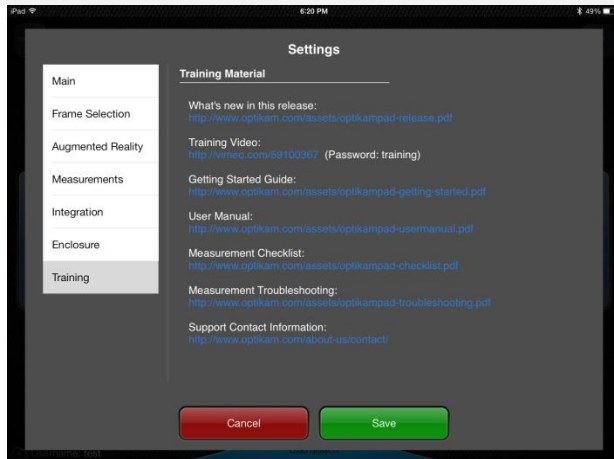 iPad 6:20 PM 49%
Settings
Main
Frame Selection
Augmented Reality
Measurements
Integration
Enclosure
Training
Training Material
What's new in this release:
http://www.optikam.com/assets/optikampad-release.pdf
Training Video:
http://vimeo.com/59100367 (Password: training)
Getting Started Guide:
http://www.optikam.com/assets/optikampad-getting-started.pdf
User Manual:
http://www.optikam.com/assets/optikampad-usermanual.pdf
Measurement Checklist:
http://www.optikam.com/assets/optikampad-checklist.pdf
Measurement Troubleshooting:
http://www.optikam.com/assets/optikampad-troubleshooting.pdf
Support Contact Information:
http://www.optikam.com/about-us/contact/
Cancel Save
Username: test